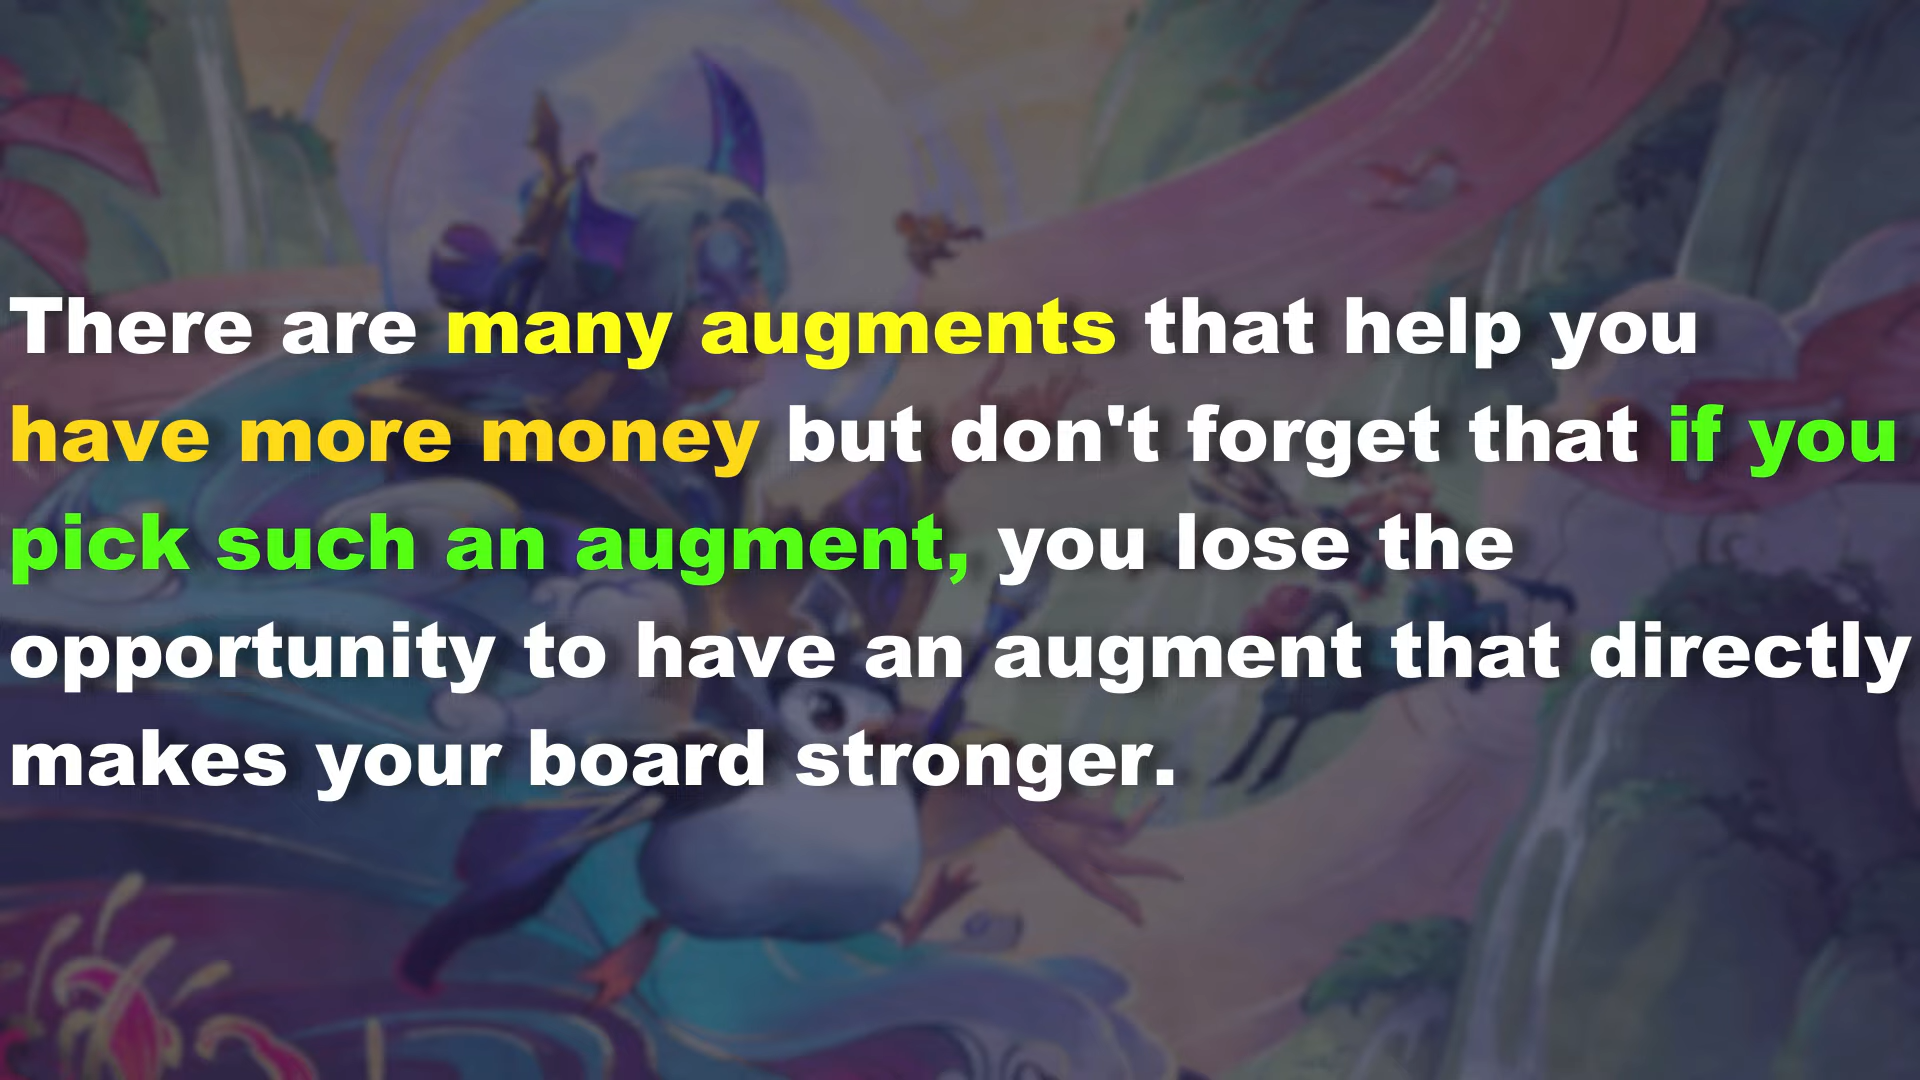 There are many augments that help you
have more money but don't forget that if you
pick such an augment, you lose the
opportunity to have an augment that directly
makes your board stronger.